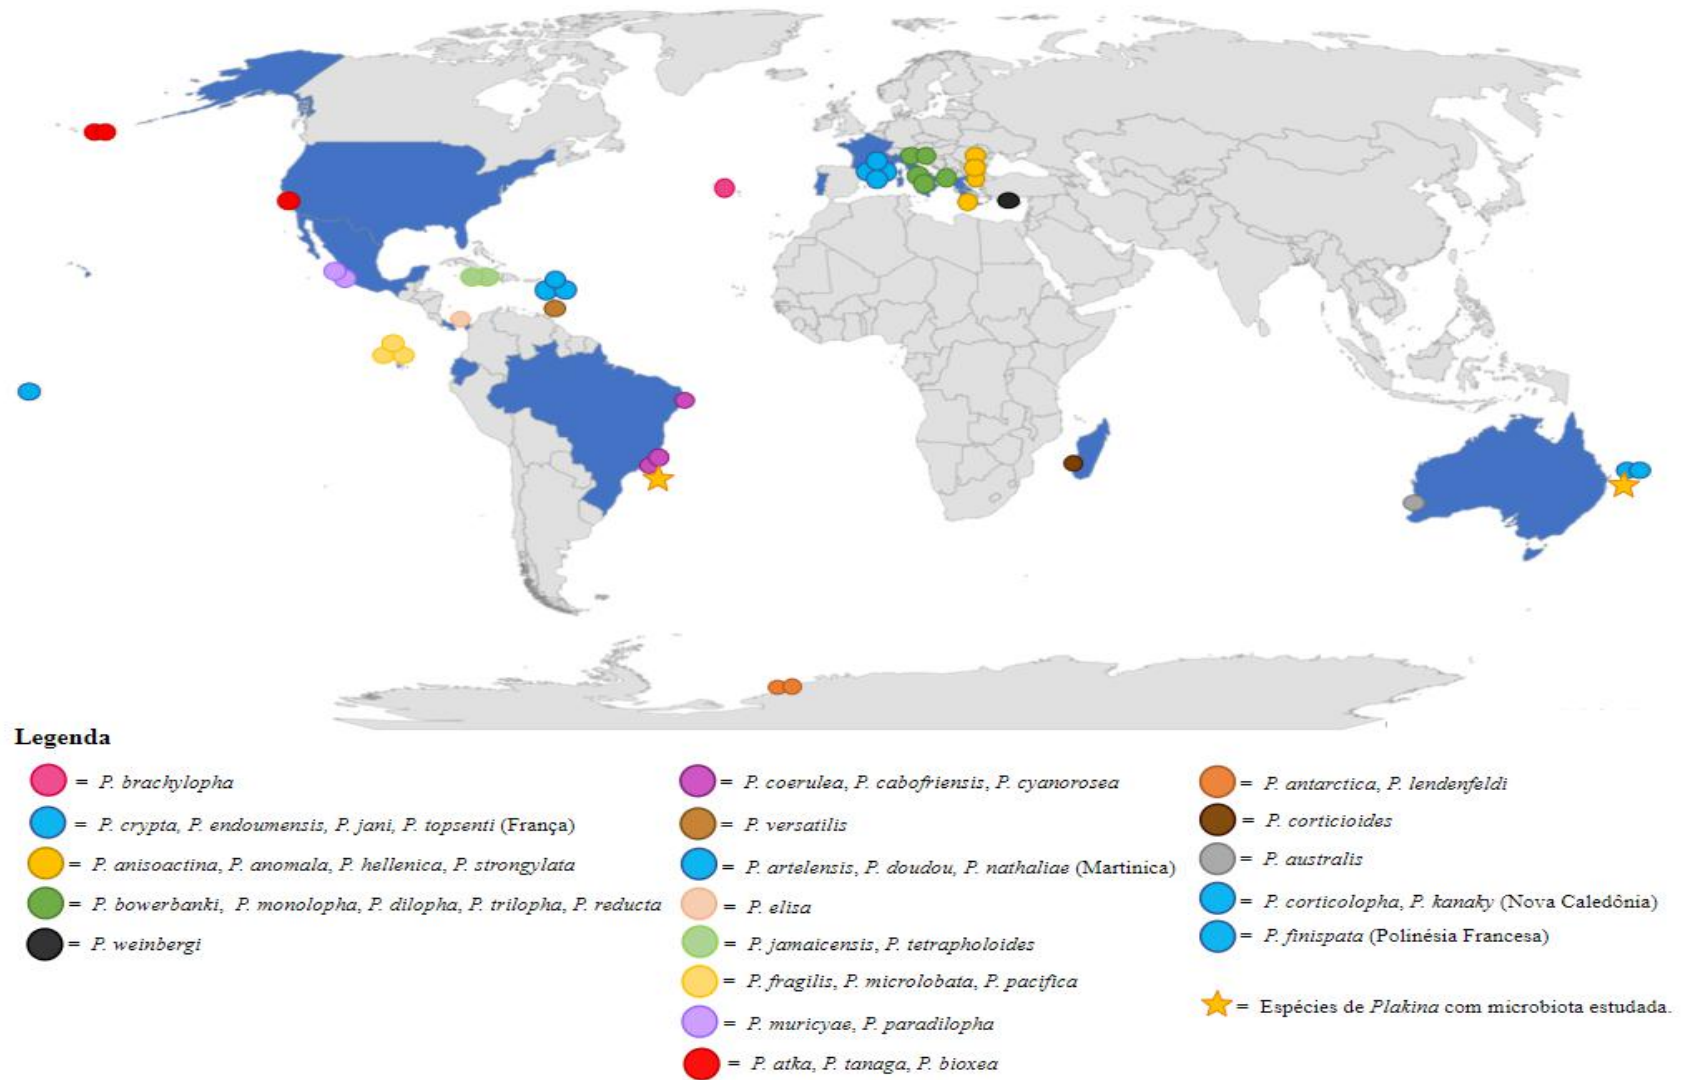 Legenda
= P. brachylopha
= P. crypta, P. endoumensis, P. jani, P. topsenti (França)
= P. anisoactina, P. anomala, P. hellenica, P. strongylata
= P. bowerbanki, P. monolopha, P. dilopha, P. trilopha, P. reducta
= P. weinbergi
= P. coerulea, P. cabofriensis, P. cyanorosea
= P. versatilis
= P. artelensis, P. doudou, P. nathaliae (Martinica)
= P. elisa
= P. jamaicensis, P. tetrapholoides
= P. fragilis, P. microlobata, P. pacifica
= P. muricyae, P. paradilopha
= P. atka, P. tanaga, P. bioxea
= P. antarctica, P. lendenfeldi
= P. corticioides
= P. australis
= P. corticolopha, P. kanaky (Nova Caledônia)
= P. finispata (Polinésia Francesa)
= Espécies de Plakina com microbiota estudada.